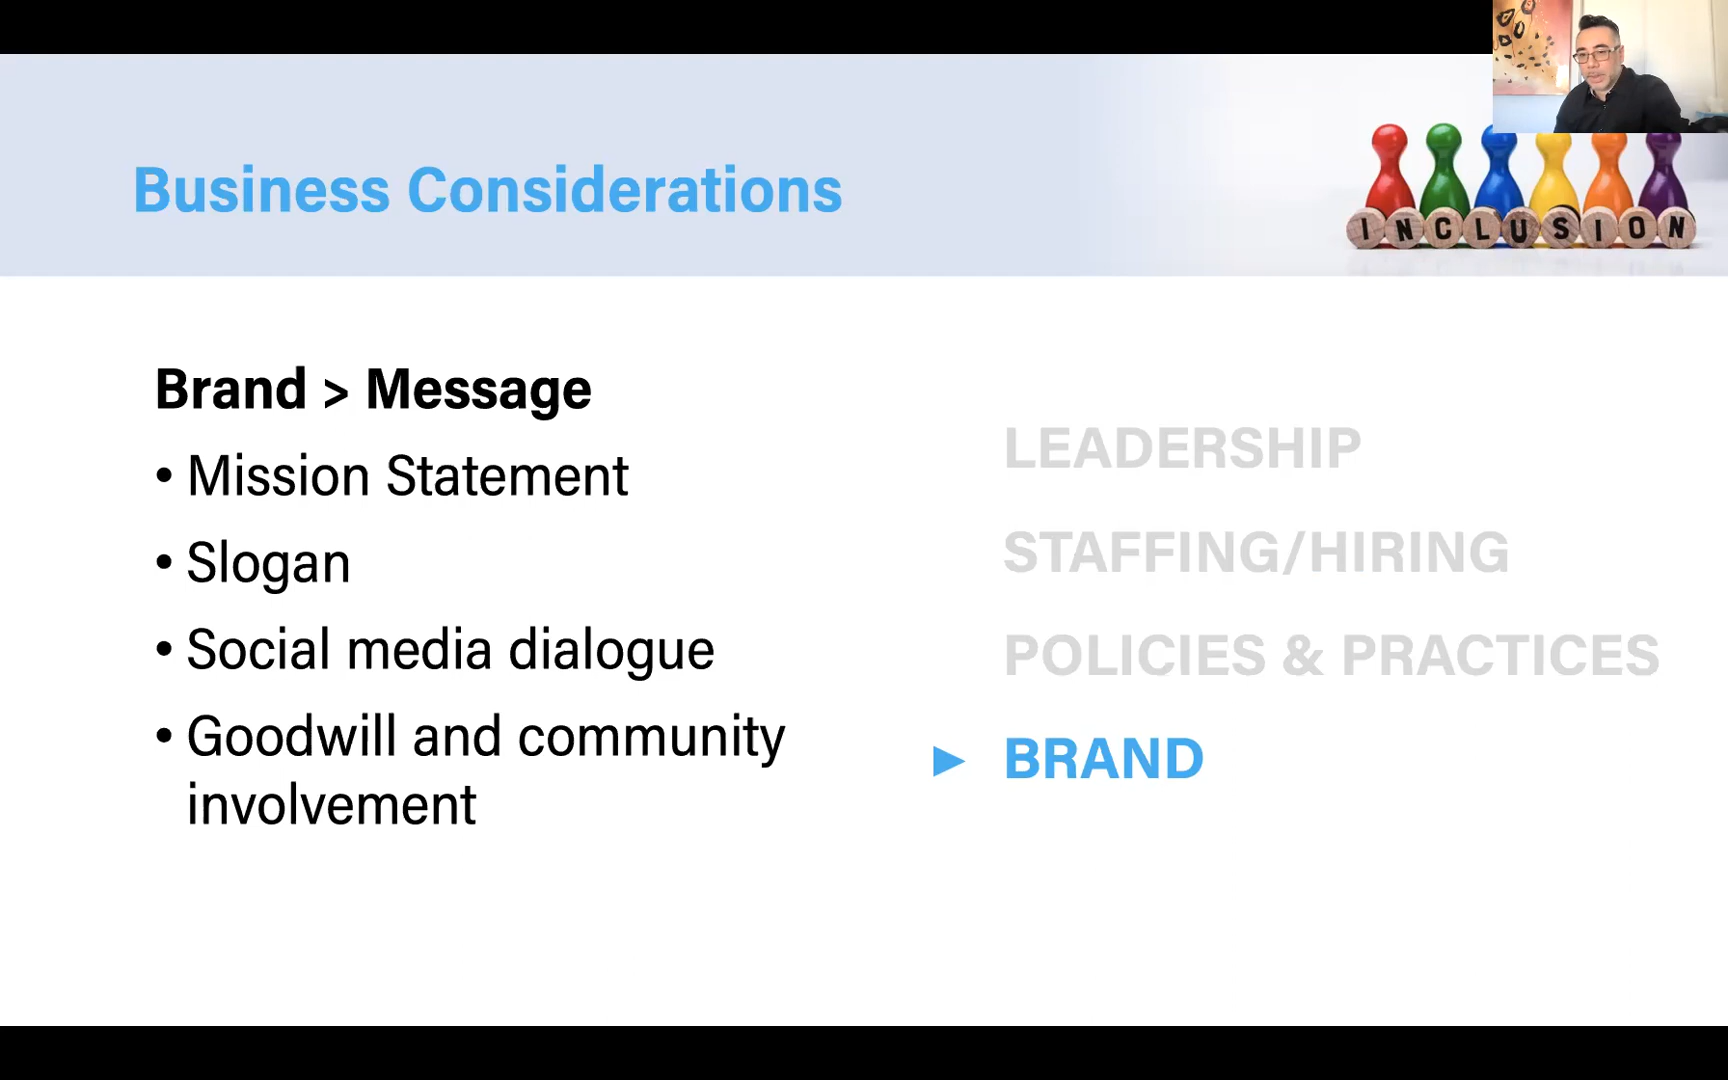 Business Considerations
INCLUSION
Brand > Message
• Mission Statement
• Slogan
• Social media dialogue
• Goodwill and community
involvement
LEADERSHIP
STAFFING/HIRING
POLICIES & PRACTICES
BRAND